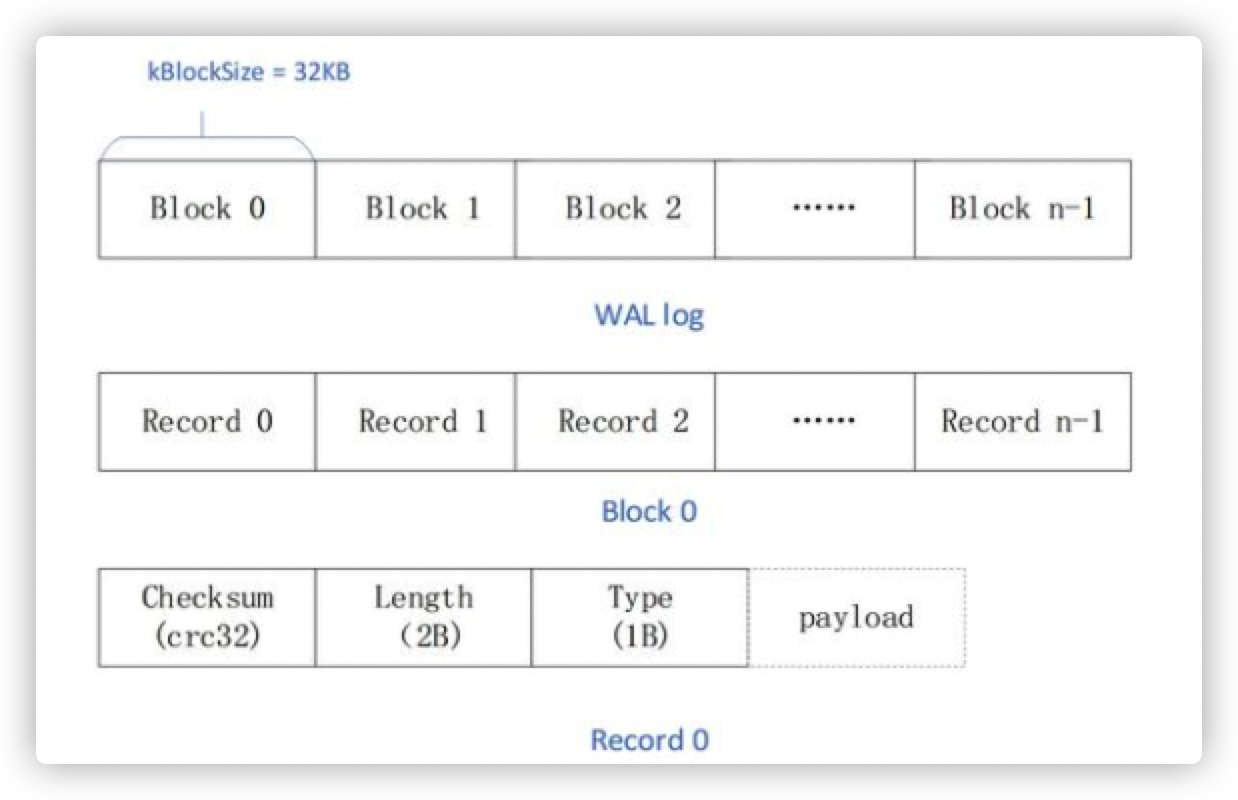 kBlockSize = 32KB
Block 0
Block 1
Block 2
……
Block n-1
WAL log
Record 0
Record 1
Record 2
……
Record n-1
Block 0
Checksum
(crc32)
Length
(2B)
Type
(1B)
payload
Record 0